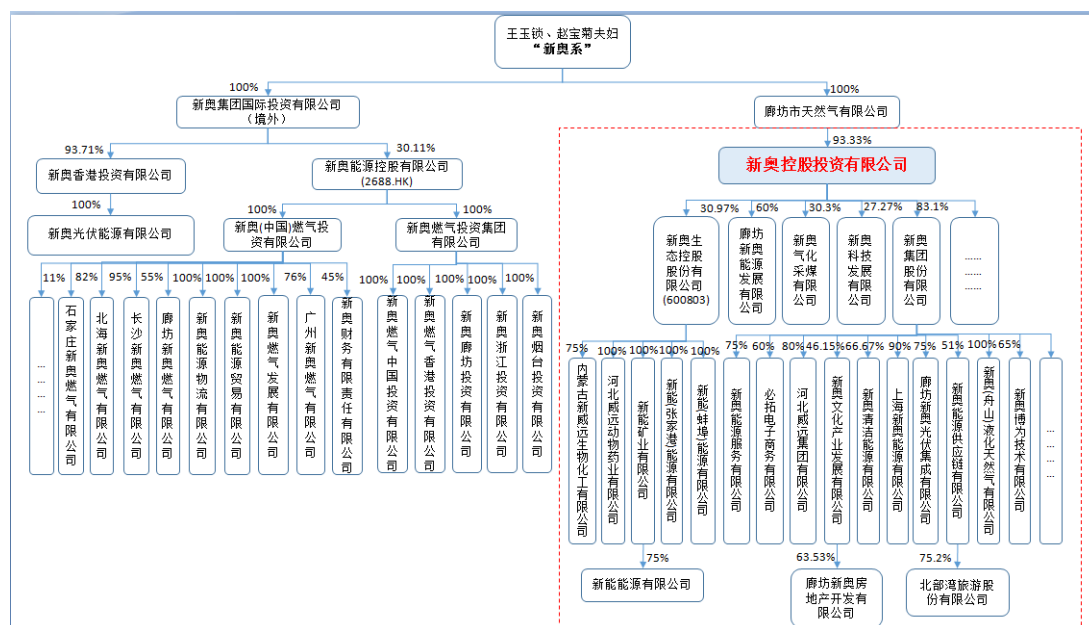 王玉锁、赵宝菊夫妇
“新奥系”
100%
100%
新奥集团国际投资有限公司
（境外）
廊坊市天然气有限公司
93.71%
30.11%
93.33%
新奥香港投资有限公司
新奥能源控股有限公司
(2688.HK)
新奥控股投资有限公司
100%
100%
100%
30.97%
60%
30.3%
27.27%
83.1%
新奥光伏能源有限公司
新奥(中国)燃气投
资有限公司
新奥燃气投资集团
有限公司
新奥生
态控股
股份有
限公司
(600803)
廊坊
新奥
能源
发展
有限
公司
新奥
气化
采煤
有限
公司
新奥
科技
发展
有限
公司
新奥
集团
股份
有限
公司
……
……
11%
82%
95%
55%
100%
100%
100%
76%
45%
100%
100%
100%
100%
100%
……
石家庄新奥燃气有限公司
北海新奥燃气有限公司
长沙新奥燃气有限公司
廊坊新奥燃气有限公司
新奥能源物流有限公司
新奥能源贸易有限公司
新奥燃气发展有限公司
广州新奥燃气有限公司
新奥财务有限责任公司
新奥燃气中国投资有限公司
新奥燃气香港投资有限公司
新奥廊坊投资有限公司
新奥浙江投资有限公司
新奥烟台投资有限公司
75%
100%
100%
100%
100%
75%
60%
80%
46.15%
66.67%
90%
75%
51%
100%
65%
内蒙古新威远生物化工有限公司
河北威远动物药业有限公司
新能矿业有限公司
新能(张家港)能源有限公司
新能(蚌埠)能源有限公司
新奥能源服务有限公司
必拓电子商务有限公司
河北威远集团有限公司
新奥文化产业发展有限公司
新奥清洁能源有限公司
上海新奥能源有限公司
廊坊新奥光伏集成有限公司
新奥能源供应链有限公司
新奥(舟山)液化天然气有限公司
新奥博为技术有限公司
……
75%
63.53%
75.2%
新能能源有限公司
廊坊新奥房
地产开发有
限公司
北部湾旅游股
份有限公司